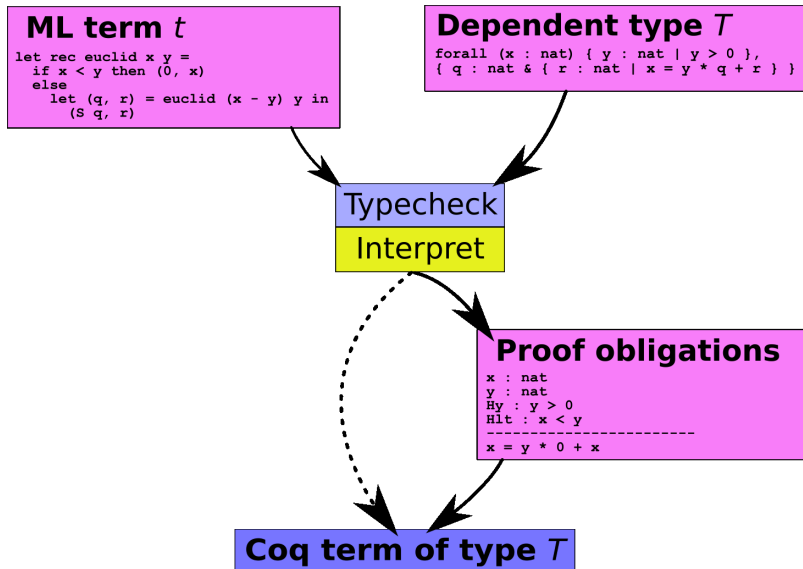 ML term t
let rec euclid x y =
  if x < y then (0, x)
  else
    let (q, r) = euclid (x - y) y in
      (S q, r)
Dependent type T
forall (x : nat) { y : nat | y > 0 },
{ q : nat & { r : nat | x = y * q + r } }
Typecheck
Interpret
Proof obligations
x : nat
y : nat
Hy : y > 0
Hlt : x < y
------------------------
x = y * 0 + x
Coq term of type T